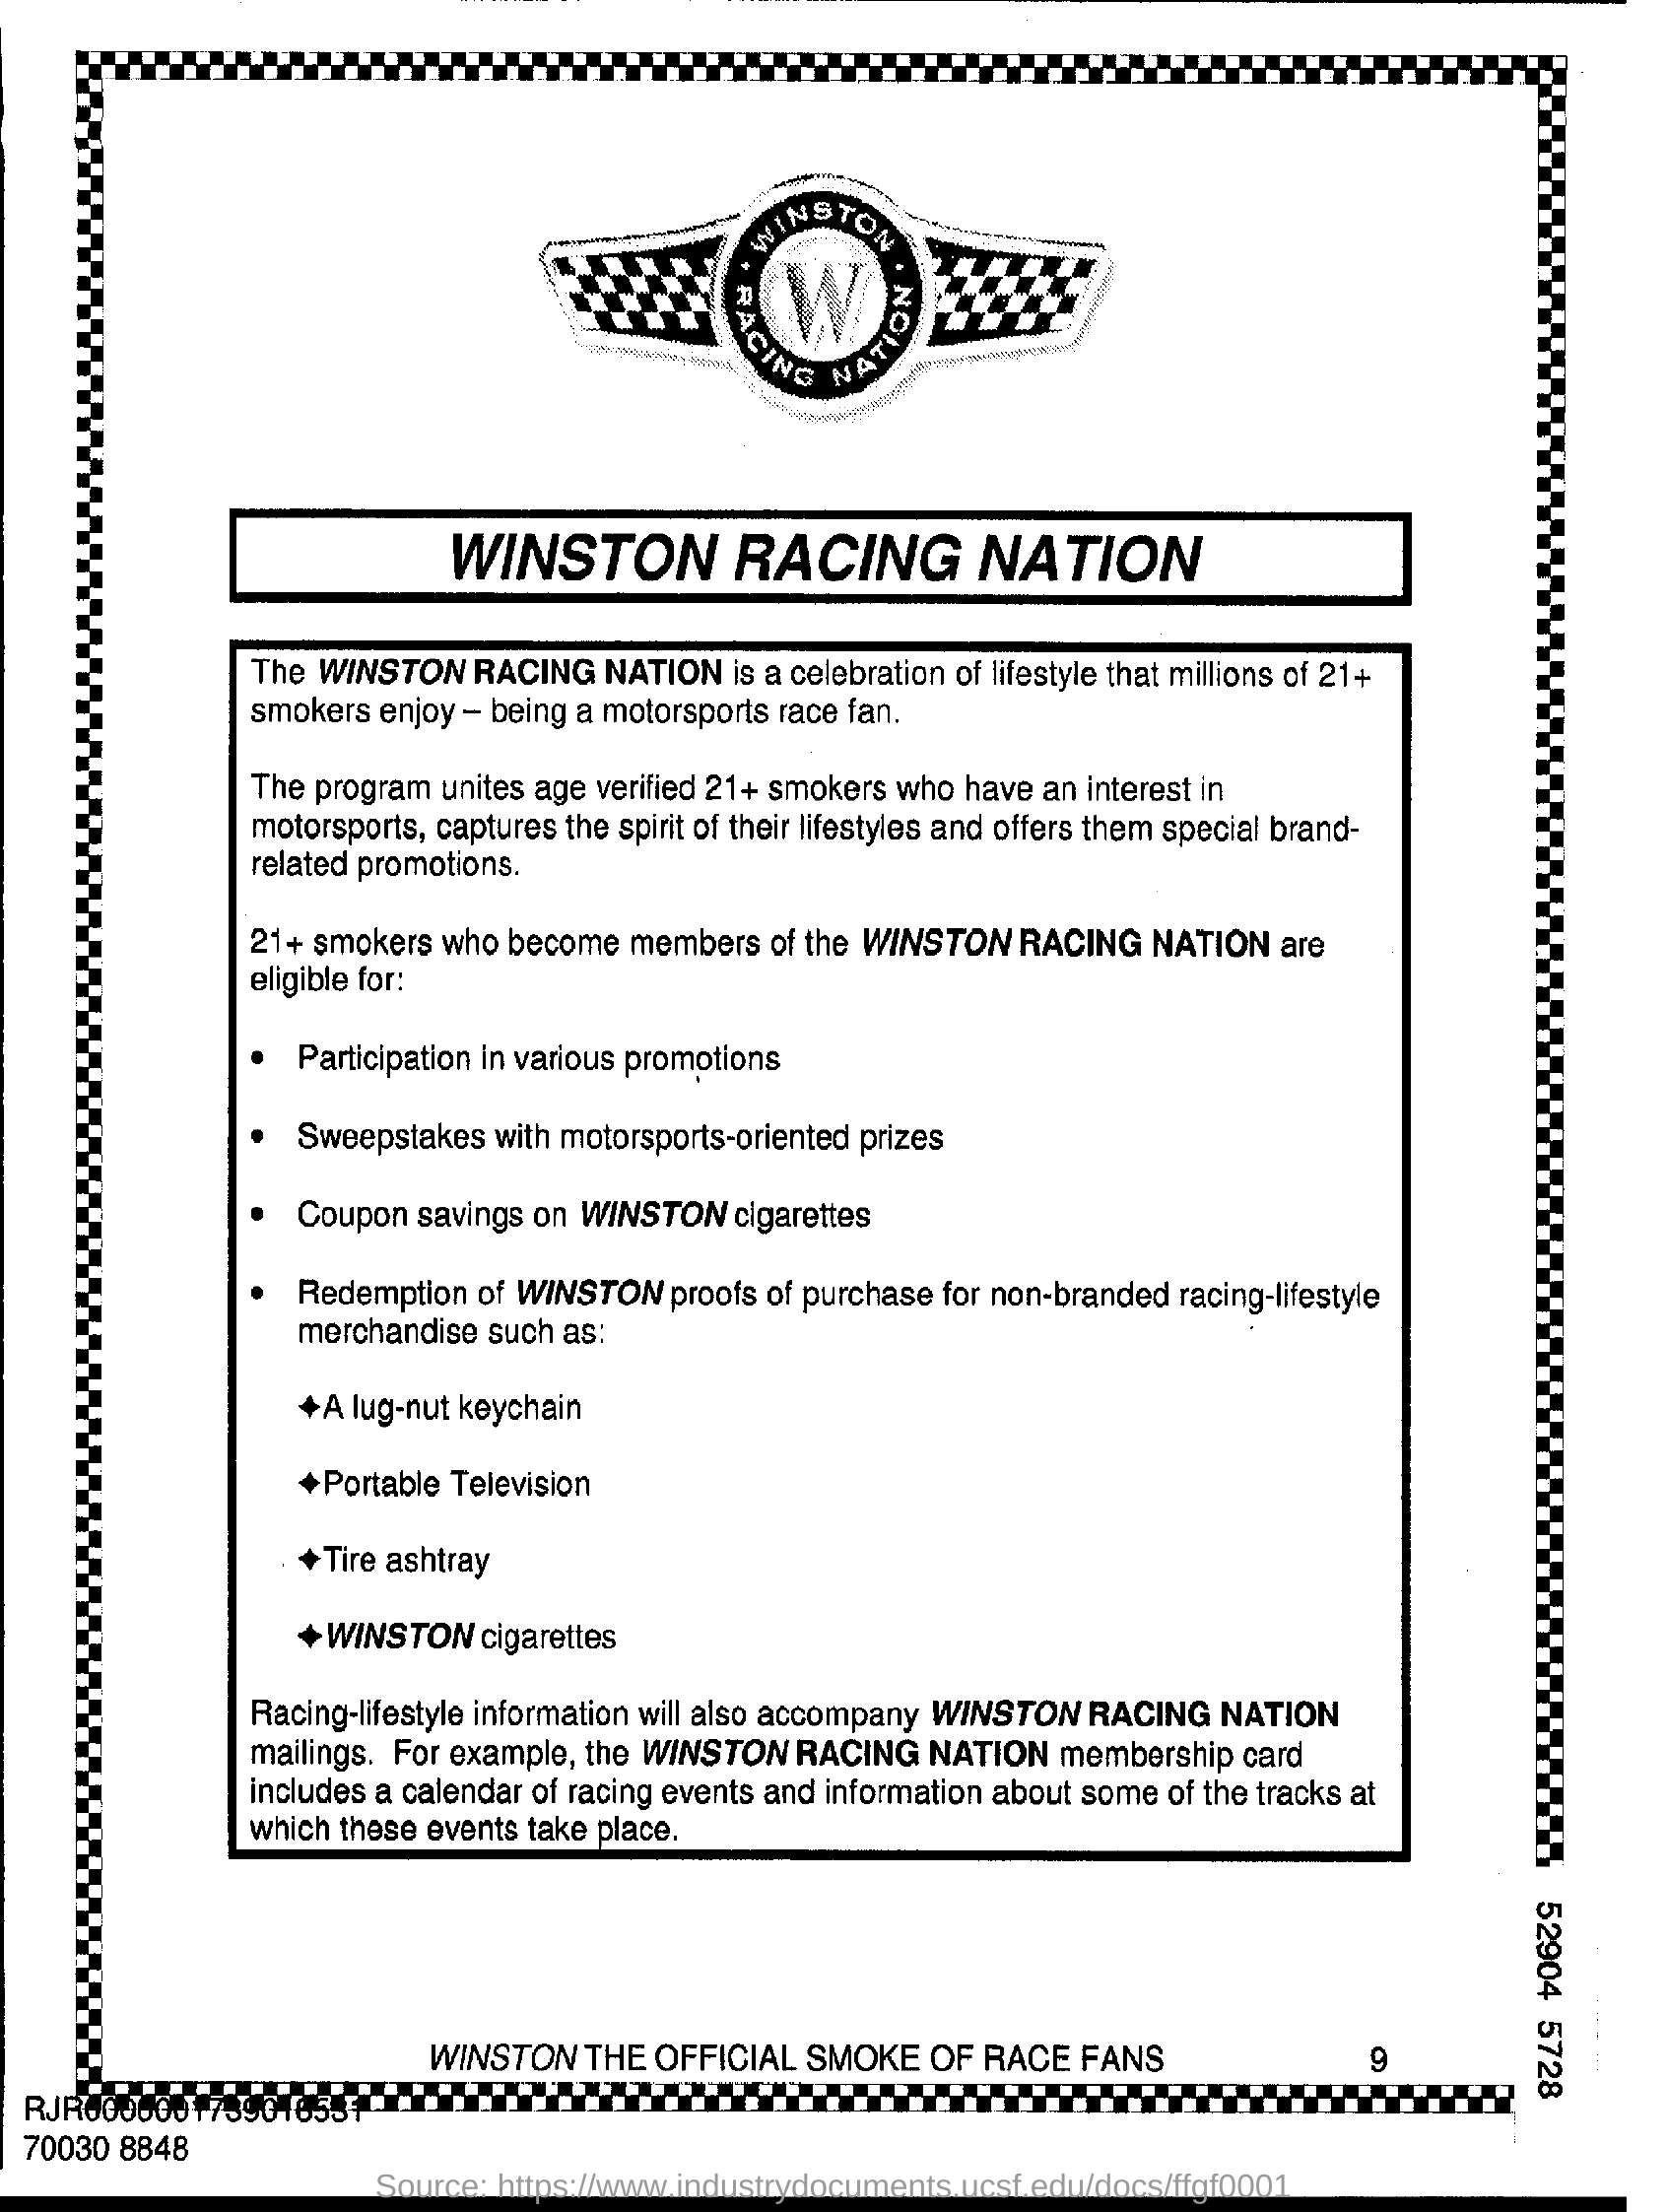 WINSTON
W
RACING NATION
WINSTON RACING NATION
The WINSTON RACING NATION is a celebration of lifestyle that millions of 21+
smokers enjoy – being a motorsports race fan.
The program unites age verified 21+ smokers who have an interest in
motorsports, captures the spirit of their lifestyles and offers them special brand-
related promotions.
21+ smokers who become members of the WINSTON RACING NATION are
eligible for:
• Participation in various promotions
• Sweepstakes with motorsports-oriented prizes
• Coupon savings on WINSTON cigarettes
• Redemption of WINSTON proofs of purchase for non-branded racing-lifestyle
merchandise such as:
✦A lug-nut keychain
✦Portable Television
✦Tire ashtray
✦WINSTON cigarettes
Racing-lifestyle information will also accompany WINSTON RACING NATION
mailings. For example, the WINSTON RACING NATION membership card
includes a calendar of racing events and information about some of the tracks at
which these events take place.
52904 5728
WINSTON THE OFFICIAL SMOKE OF RACE FANS 9
RJR0000001739016531
70030 8848
Source: https://www.industrydocuments.ucsf.edu/docs/ffgf0001